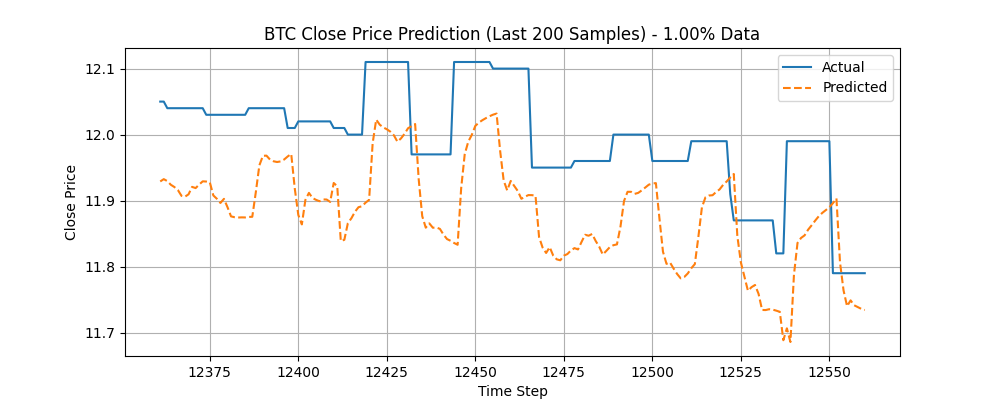 BTC Close Price Prediction (Last 200 Samples) - 1.00% Data
Actual
Predicted
Close Price
12.1
12.0
11.9
11.8
11.7
12375 12400 12425 12450 12475 12500 12525 12550
Time Step